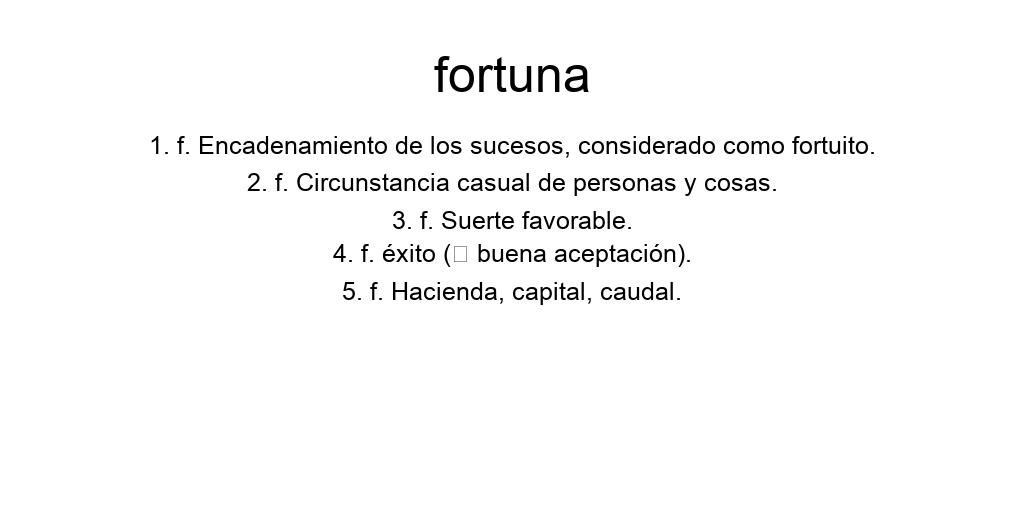 fortuna
1. f. Encadenamiento de los sucesos, considerado como fortuito.
2. f. Circunstancia casual de personas y cosas.
3. f. Suerte favorable.
4. f. éxito (□ buena aceptación).
5. f. Hacienda, capital, caudal.